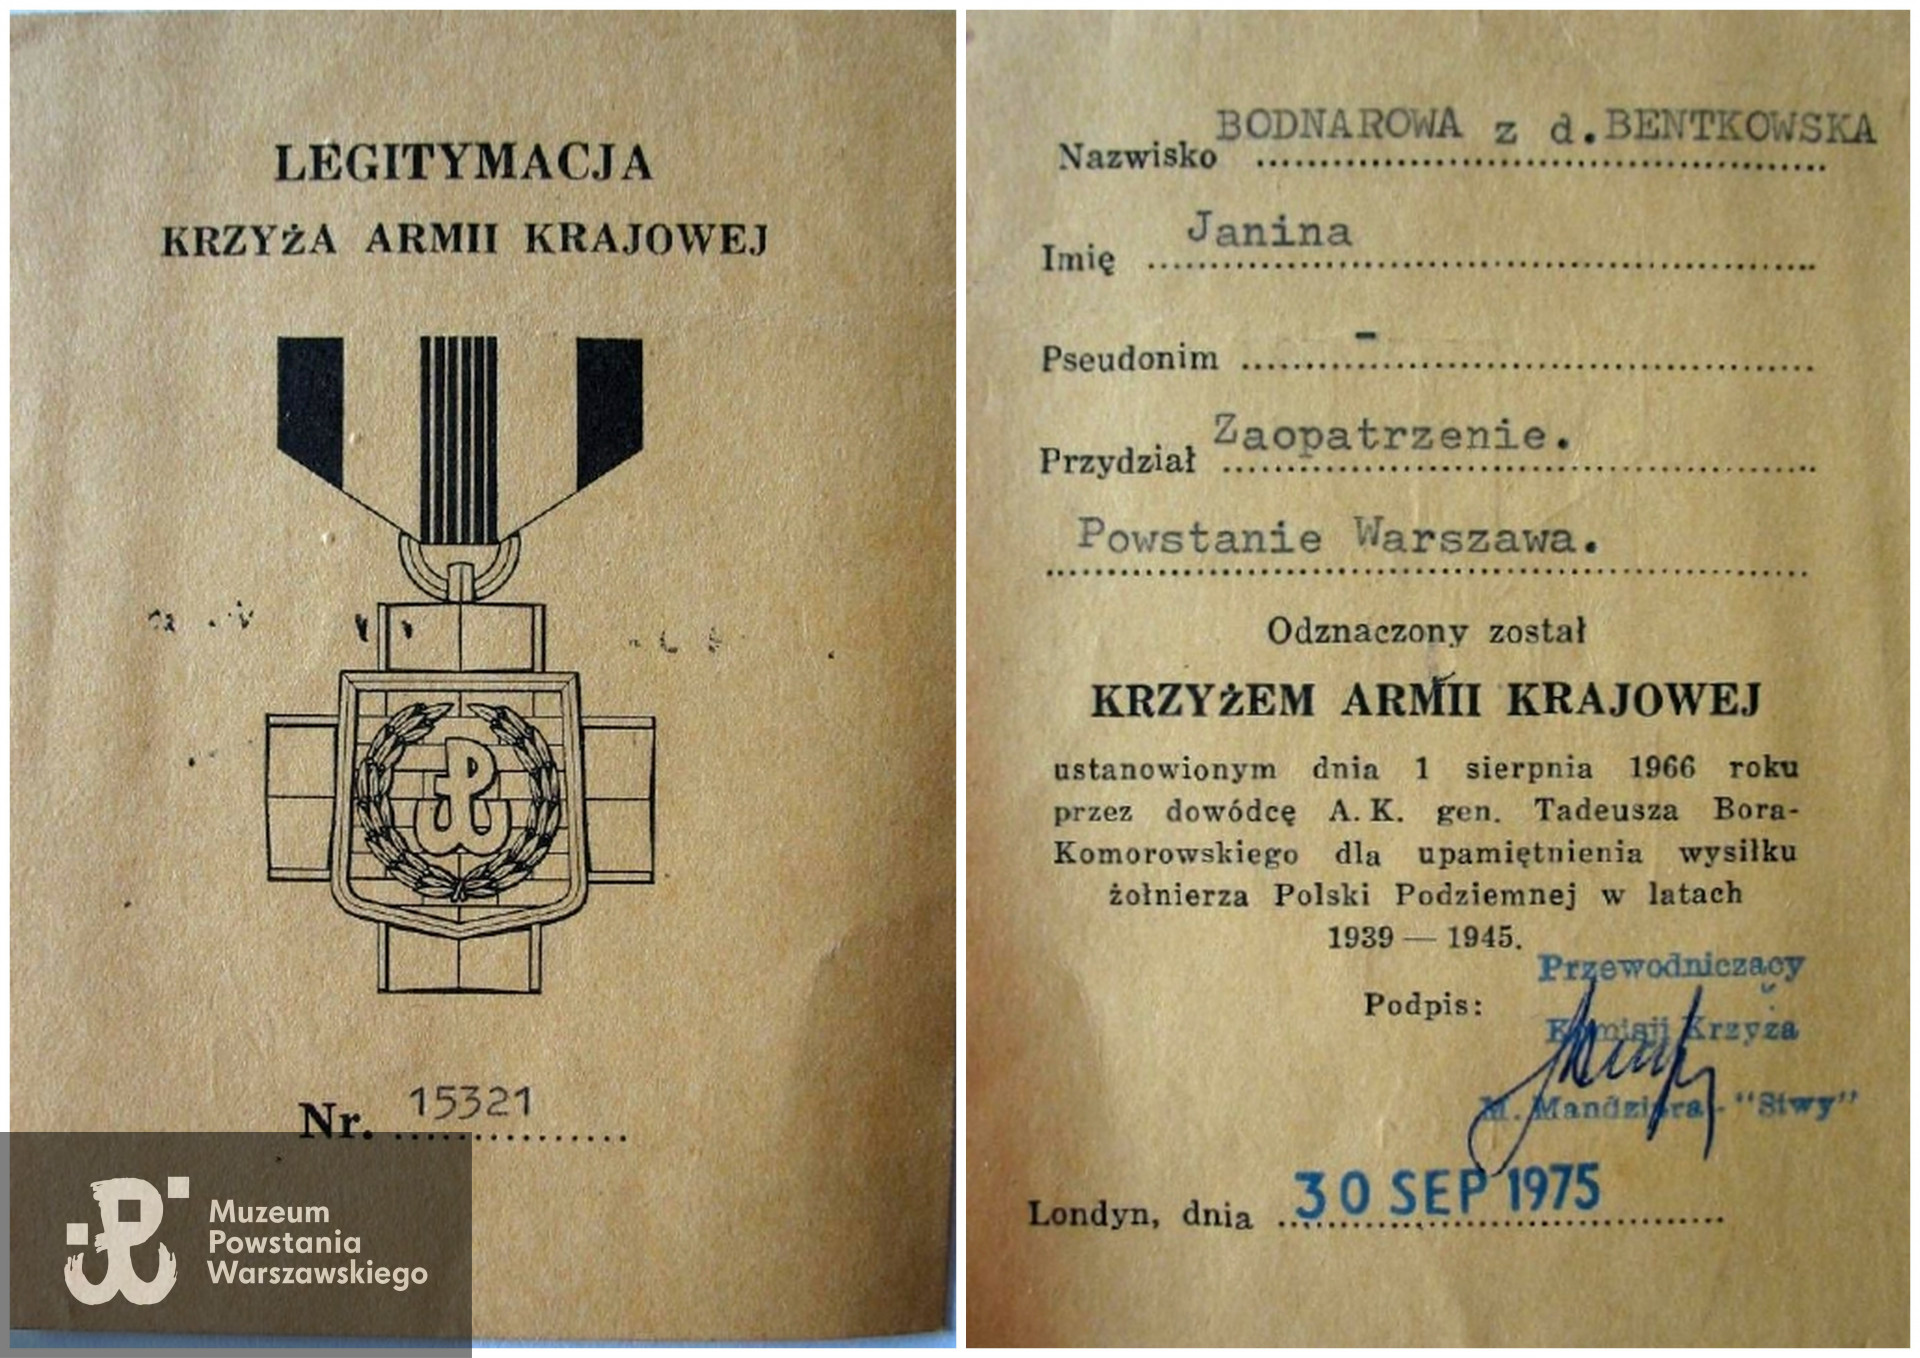 LEGITYMACJA
KRZYŻA ARMII KRAJOWEJ
Nr. 15321
Muzeum
Powstania
Warszawskiego
Nazwisko BODNAROWA z d. BENTKOWSKA
Imię Janina
Pseudonim -
Przydział Zaopatrzenie.
Powstanie Warszawa.
Odznaczony został
KRZYŻEM ARMII KRAJOWEJ
ustanowionym dnia 1 sierpnia 1966 roku
przez dowódcę A. K. gen. Tadeusza Bora-
Komorowskiego dla upamiętnienia wysiłku
żołnierza Polski Podziemnej w latach
1939 — 1945.
Przewodniczący
Podpis:
Komisji Krzyża
M. Mandziara - "Siwy"
Londyn, dnia 30 SEP 1975